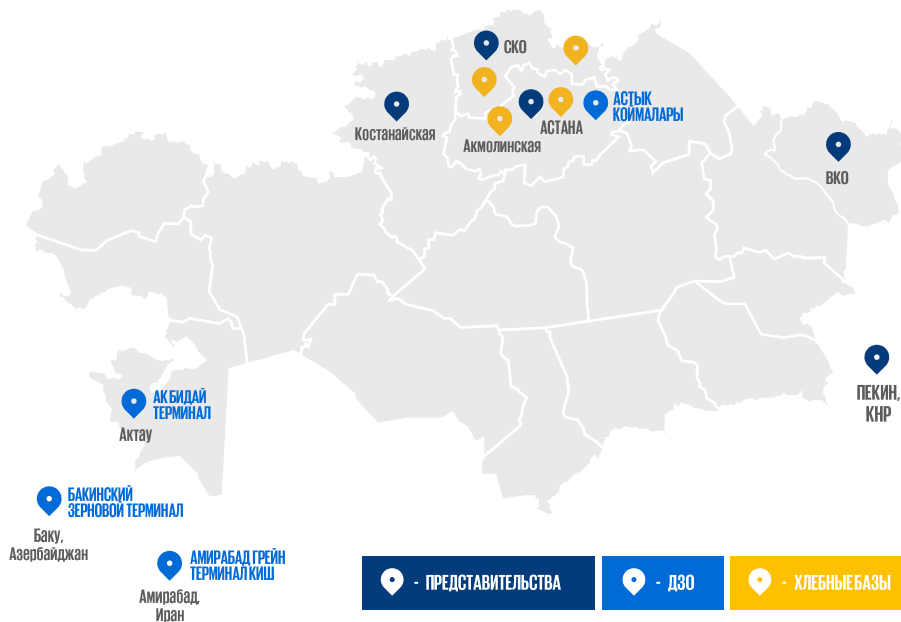 СКО
АСТЫК
КОЙМАЛАРЫ
Костанайская
АСТАНА
Акмолинская
ВКО
ПЕКИН,
КНР
АК БИДАЙ
ТЕРМИНАЛ
Актау
БАКИНСКИЙ
ЗЕРНОВОЙ ТЕРМИНАЛ
Баку,
Азербайджан
АМИРАБАД ГРЕЙН
ТЕРМИНАЛ КИШ
Амирабад,
Иран
- ПРЕДСТАВИТЕЛЬСТВА
- ДЗО
- ХЛЕБНЫЕ БАЗЫ